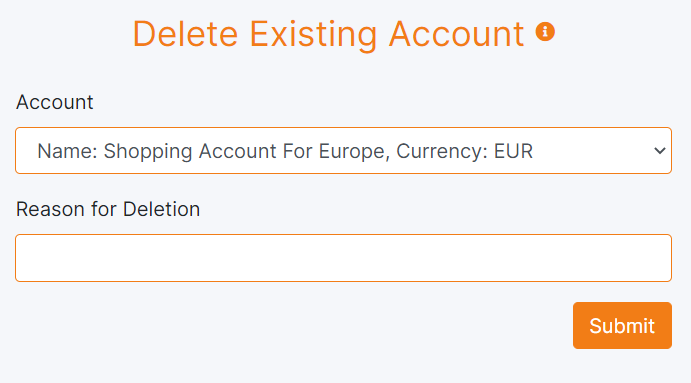 Delete Existing Account
Account
Name: Shopping Account For Europe, Currency: EUR
Reason for Deletion
Submit